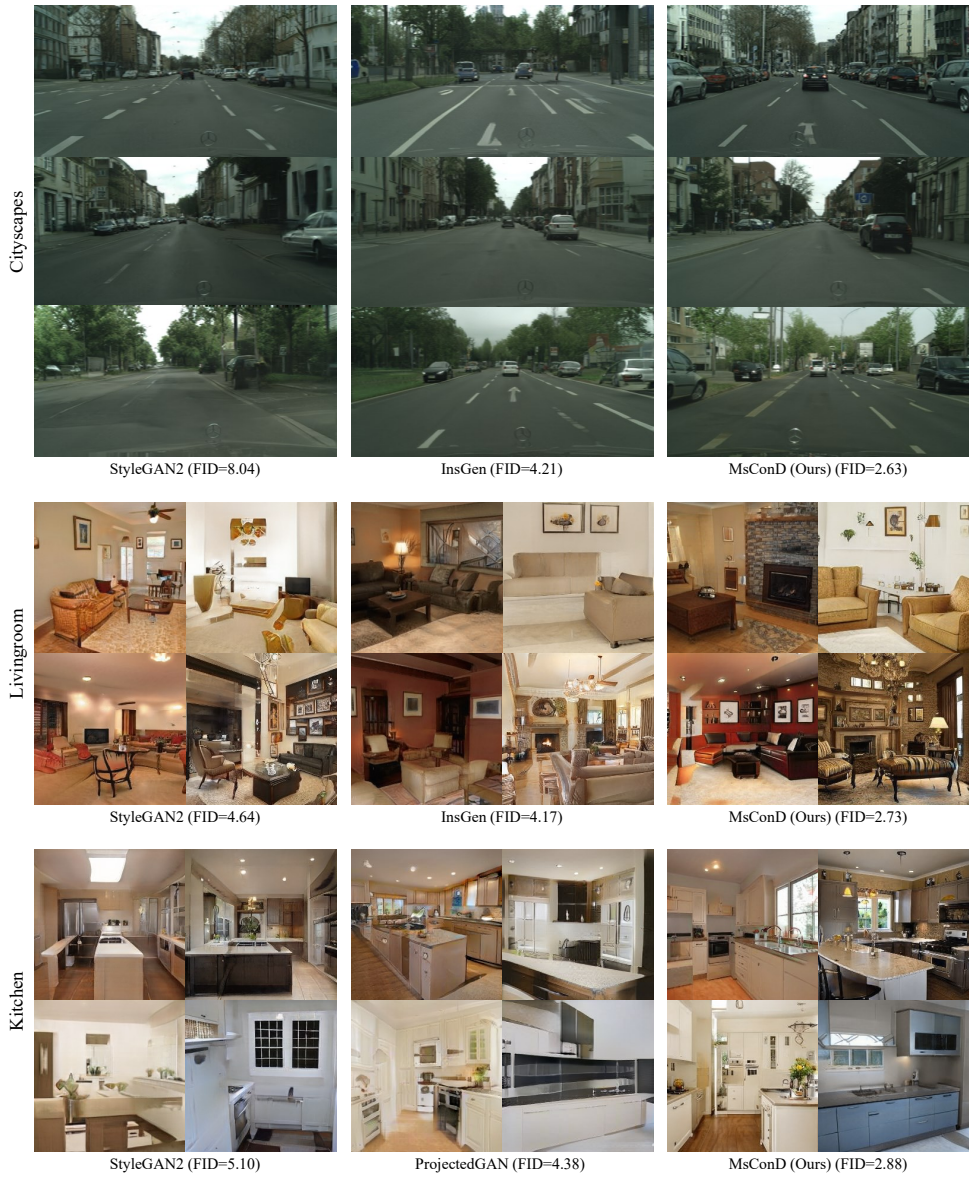 Cityscapes
StyleGAN2 (FID=8.04)
InsGen (FID=4.21)
MsConD (Ours) (FID=2.63)
Livingroom
StyleGAN2 (FID=4.64)
InsGen (FID=4.17)
MsConD (Ours) (FID=2.73)
Kitchen
StyleGAN2 (FID=5.10)
ProjectedGAN (FID=4.38)
MsConD (Ours) (FID=2.88)